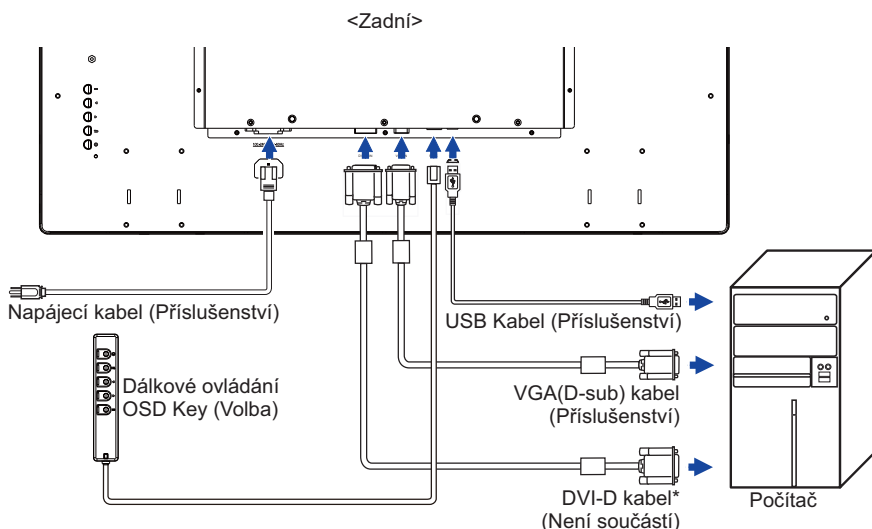 <Zadní>
Napájecí kabel (Příslušenství)
USB Kabel (Příslušenství)
Dálkové ovládání
OSD Key (Volba)
VGA(D-sub) kabel
(Příslušenství)
DVI-D kabel*
(Není součástí)
Počítač